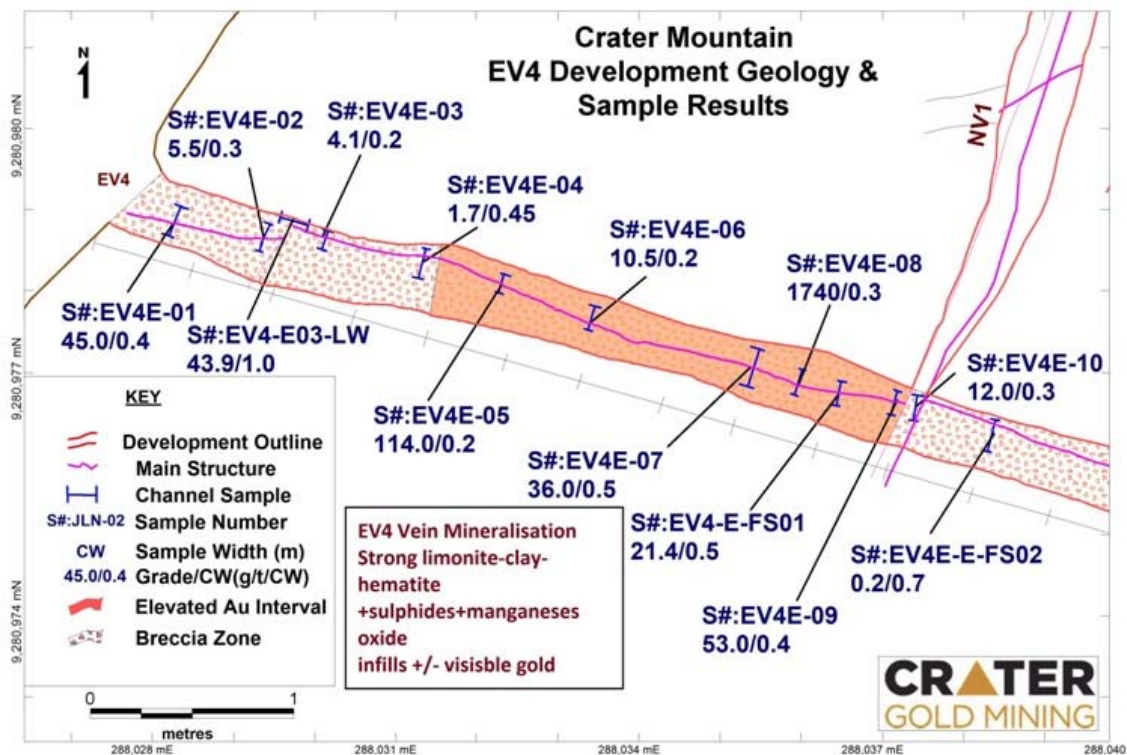 Crater Mountain
EV4 Development Geology &
Sample Results
N
S#:EV4E-02
5.5/0.3
S#:EV4E-03
4.1/0.2
NV1
9,280,980 mN
EV4
S#:EV4E-04
1.7/0.45
S#:EV4E-06
10.5/0.2
S#:EV4E-08
1740/0.3
S#:EV4E-01
45.0/0.4
S#:EV4-E03-LW
43.9/1.0
9,280,977 mN
S#:EV4E-10
12.0/0.3
S#:EV4E-05
114.0/0.2
S#:EV4E-07
36.0/0.5
S#:EV4-E-FS01
21.4/0.5
S#:EV4E-E-FS02
0.2/0.7
S#:EV4E-09
53.0/0.4
KEY
Development Outline
Main Structure
Channel Sample
S#:JLN-02 Sample Number
CW Sample Width (m)
45.0/0.4 Grade/CW(g/t/CW)
Elevated Au Interval
Breccia Zone
EV4 Vein Mineralisation
Strong limonite-clay-
hematite
+sulphides+manganeses
oxide
infills +/- visisble gold
9,280,974 mN
0 1
metres
CRATER
GOLD MINING
288,028 mE 288,031 mE 288,034 mE 288,037 mE 288,040